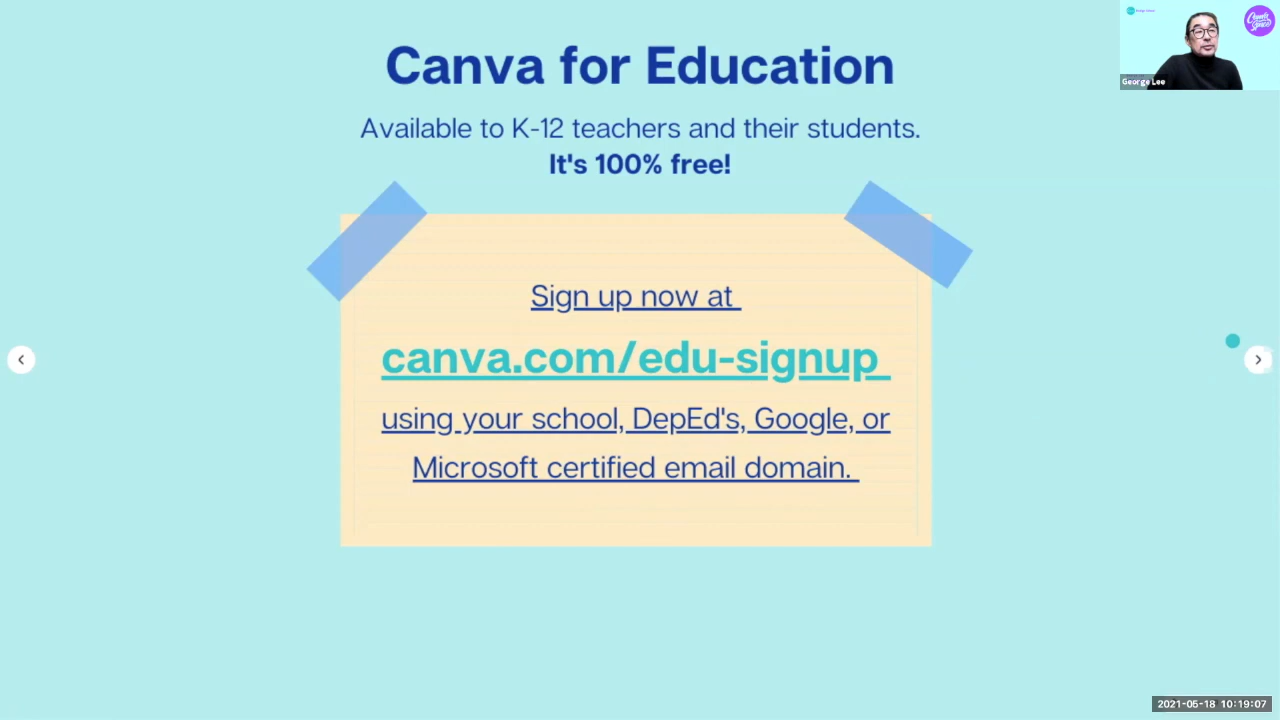 Canva for Education
Available to K-12 teachers and their students.
It's 100% free!
Sign up now at
canva.com/edu-signup
using your school, DepEd's, Google, or
Microsoft certified email domain.
George Lee
2021-05-18 10:19:07